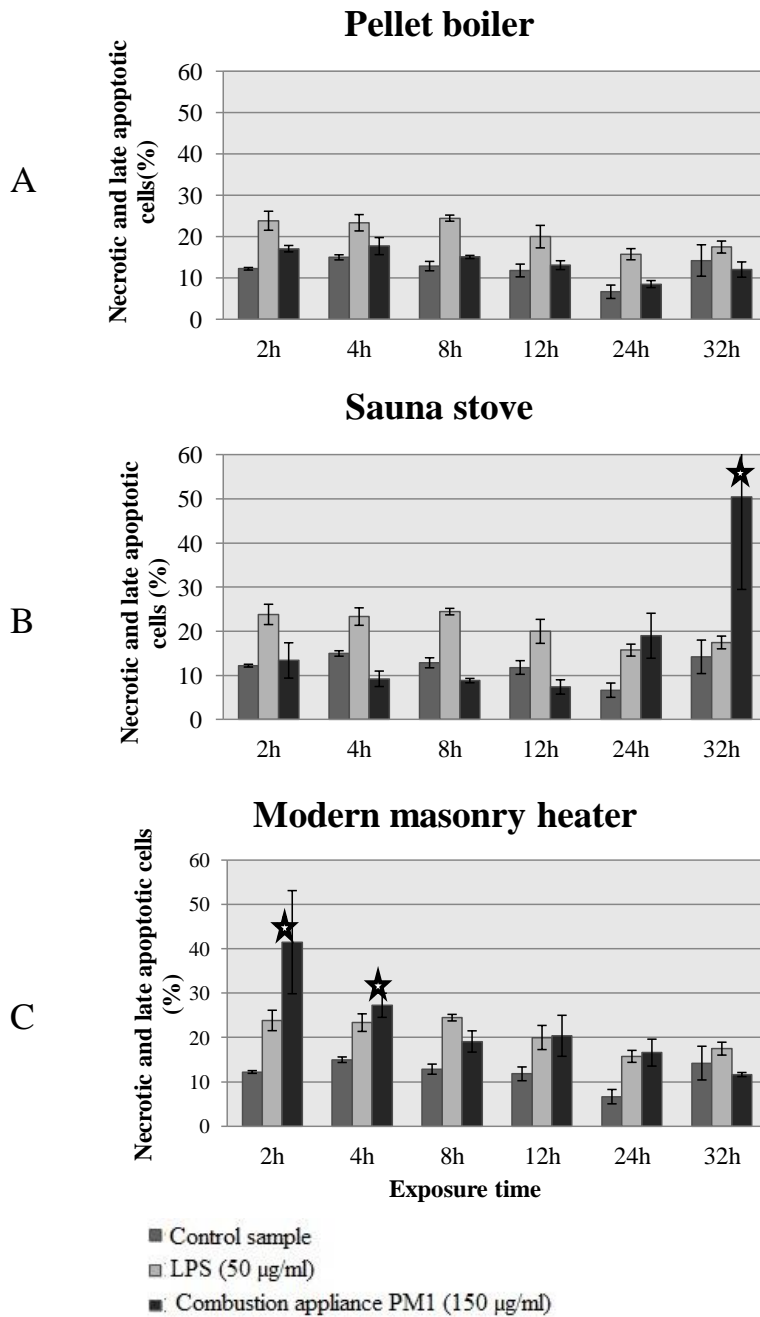 Pellet boiler
A
Necrotic and late apoptotic
cells(%)
60
50
40
30
20
10
0
2h 4h 8h 12h 24h 32h
Sauna stove
B
Necrotic and late apoptotic
cells (%)
60
50
40
30
20
10
0
2h 4h 8h 12h 24h 32h
Modern masonry heater
C
Necrotic and late apoptotic cells
(%)
60
50
40
30
20
10
0
2h 4h 8h 12h 24h 32h
Exposure time
Control sample
LPS (50 µg/ml)
Combustion appliance PM1 (150 µg/ml)